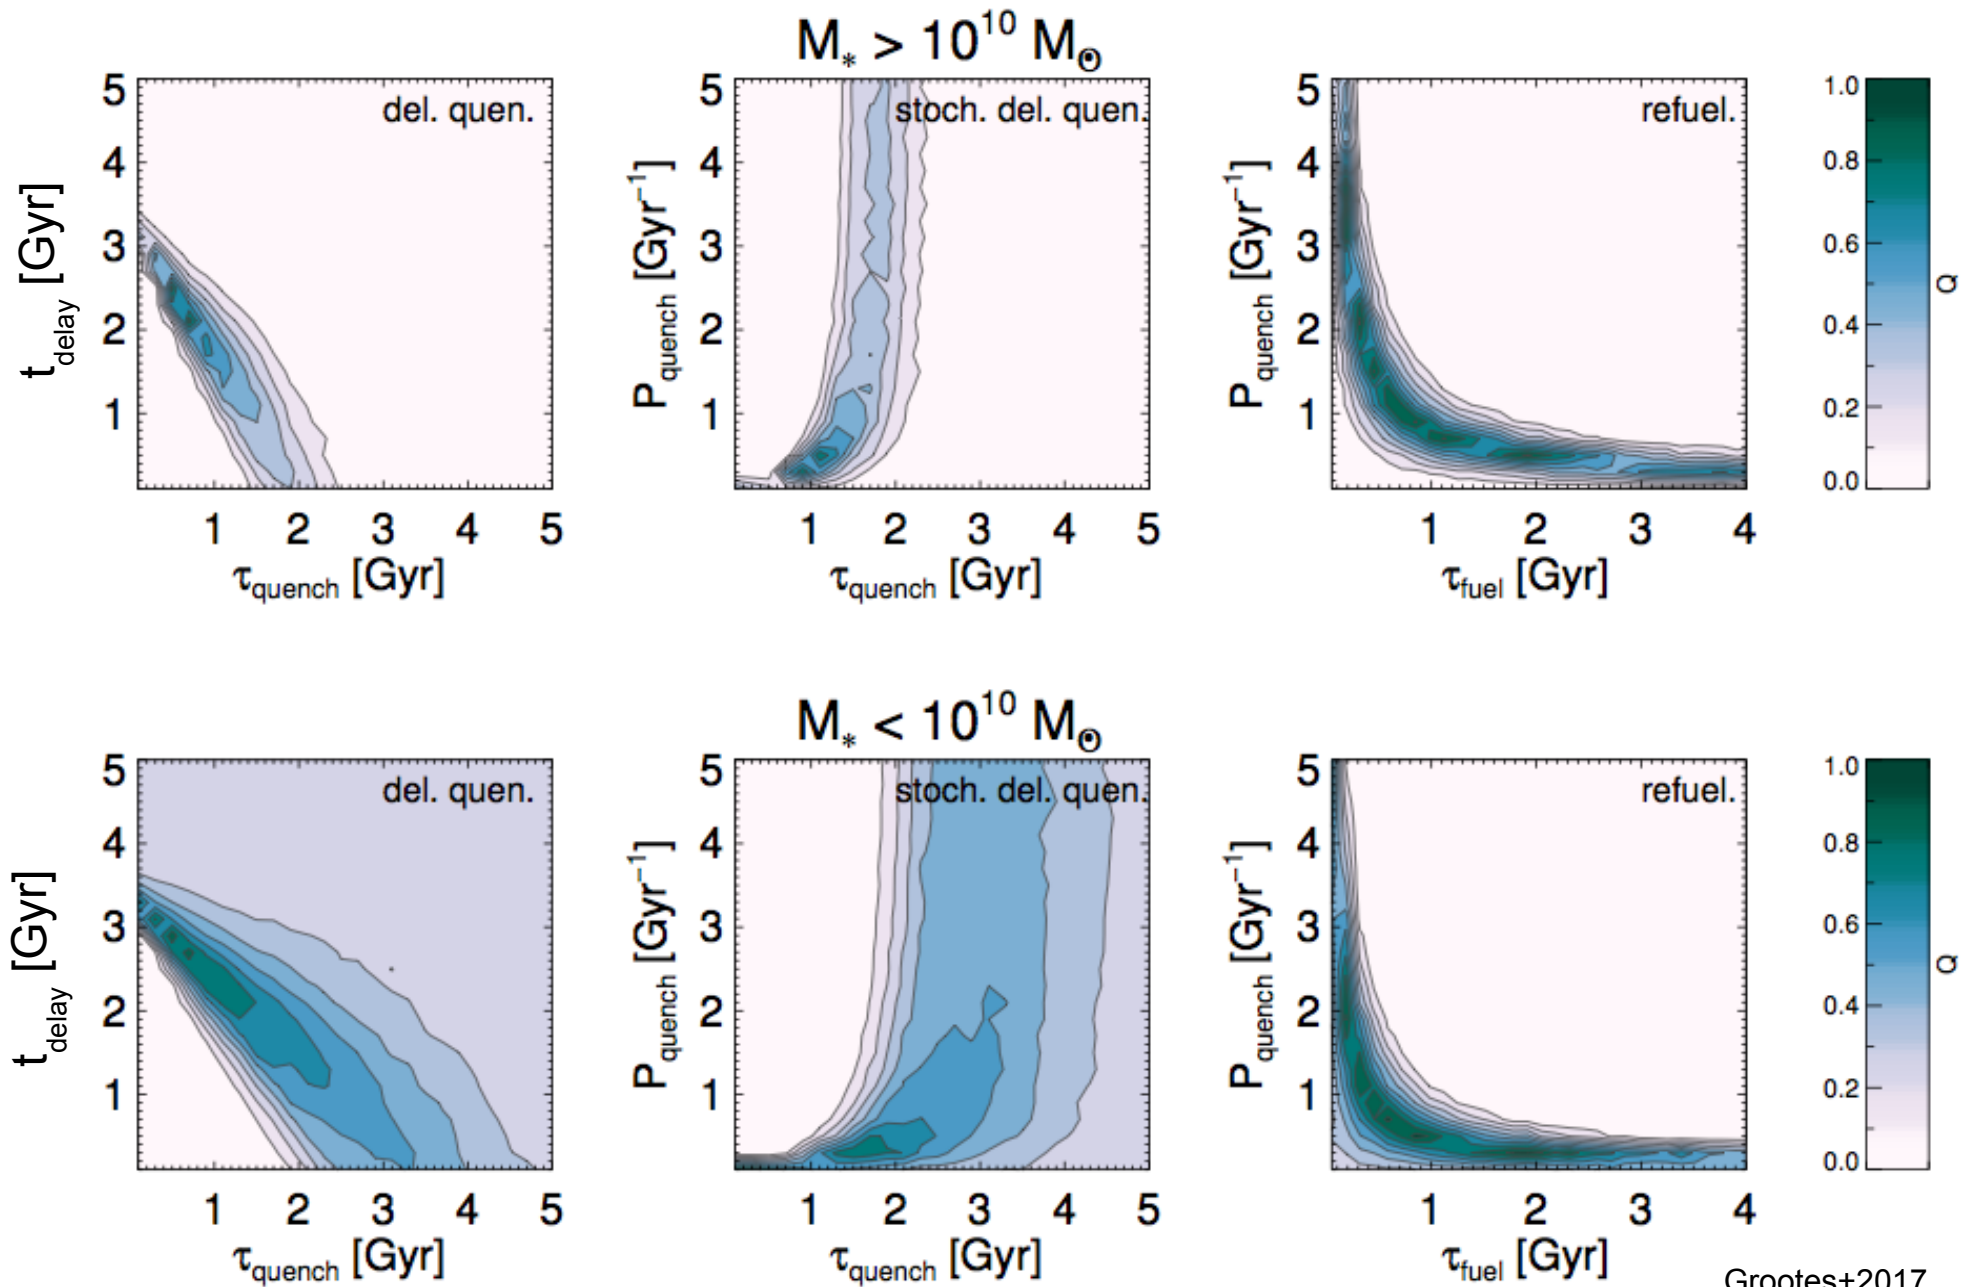 M* > 10^10 M⊙
del. quen.
stoch. del. quen.
refuel.
5
4
3
2
1
t_delay [Gyr]
1 2 3 4 5
τ_quench [Gyr]
5
4
3
2
1
P_quench [Gyr^−1]
1 2 3 4 5
τ_quench [Gyr]
5
4
3
2
1
P_quench [Gyr^−1]
1 2 3 4
τ_fuel [Gyr]
1.0
0.8
0.6
0.4
0.2
0.0
Q
M* < 10^10 M⊙
del. quen.
stoch. del. quen.
refuel.
5
4
3
2
1
t_delay [Gyr]
1 2 3 4 5
τ_quench [Gyr]
5
4
3
2
1
P_quench [Gyr^−1]
1 2 3 4 5
τ_quench [Gyr]
5
4
3
2
1
P_quench [Gyr^−1]
1 2 3 4
τ_fuel [Gyr]
1.0
0.8
0.6
0.4
0.2
0.0
Q
Grootes+2017